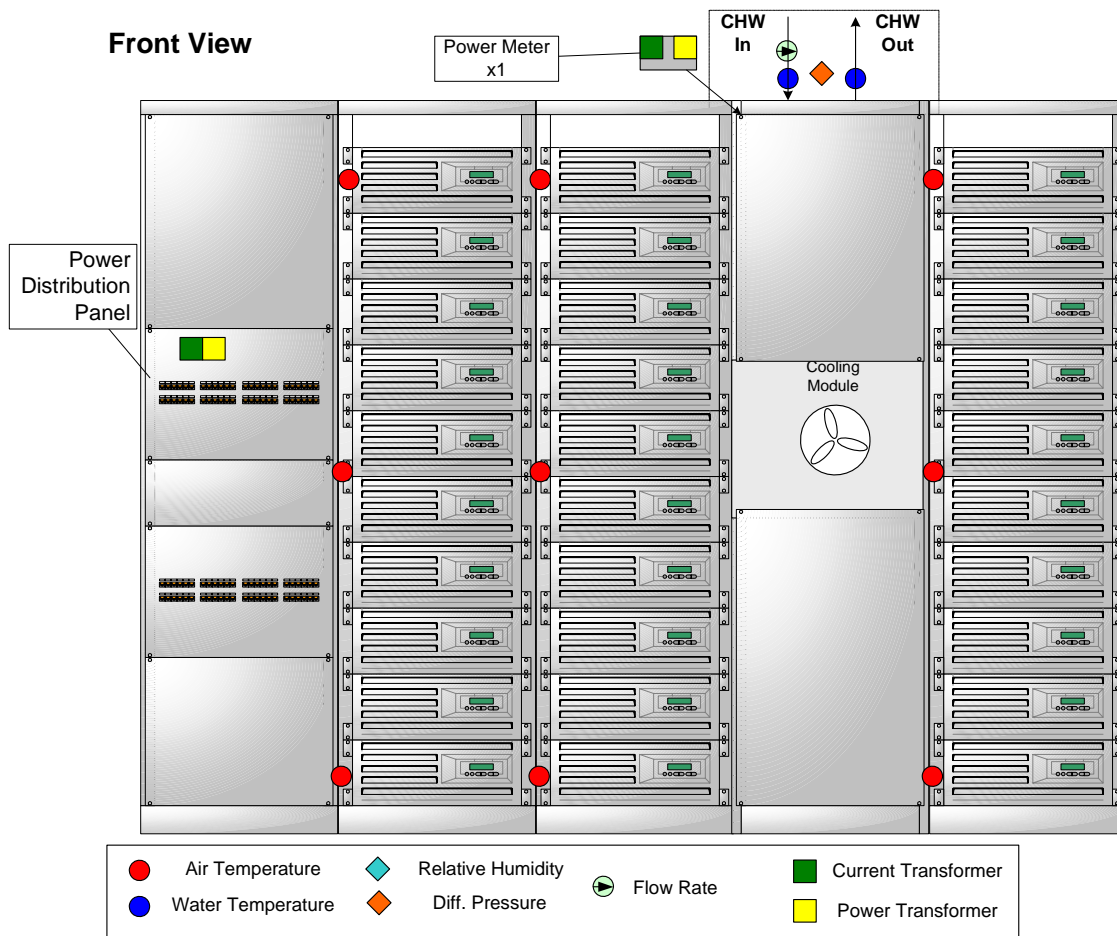 Front View
Power Meter
x1
CHW
In
CHW
Out
Power
Distribution
Panel
Cooling
Module
Air Temperature
Water Temperature
Relative Humidity
Diff. Pressure
Flow Rate
Current Transformer
Power Transformer